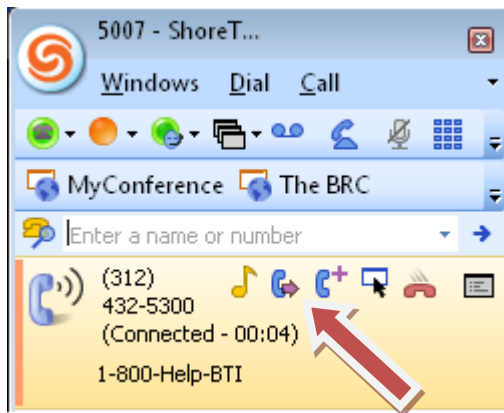 5007 - ShoreT...
Windows Dial Call
MyConference The BRC
Enter a name or number
(312)
432-5300
(Connected - 00:04)
1-800-Help-BTI